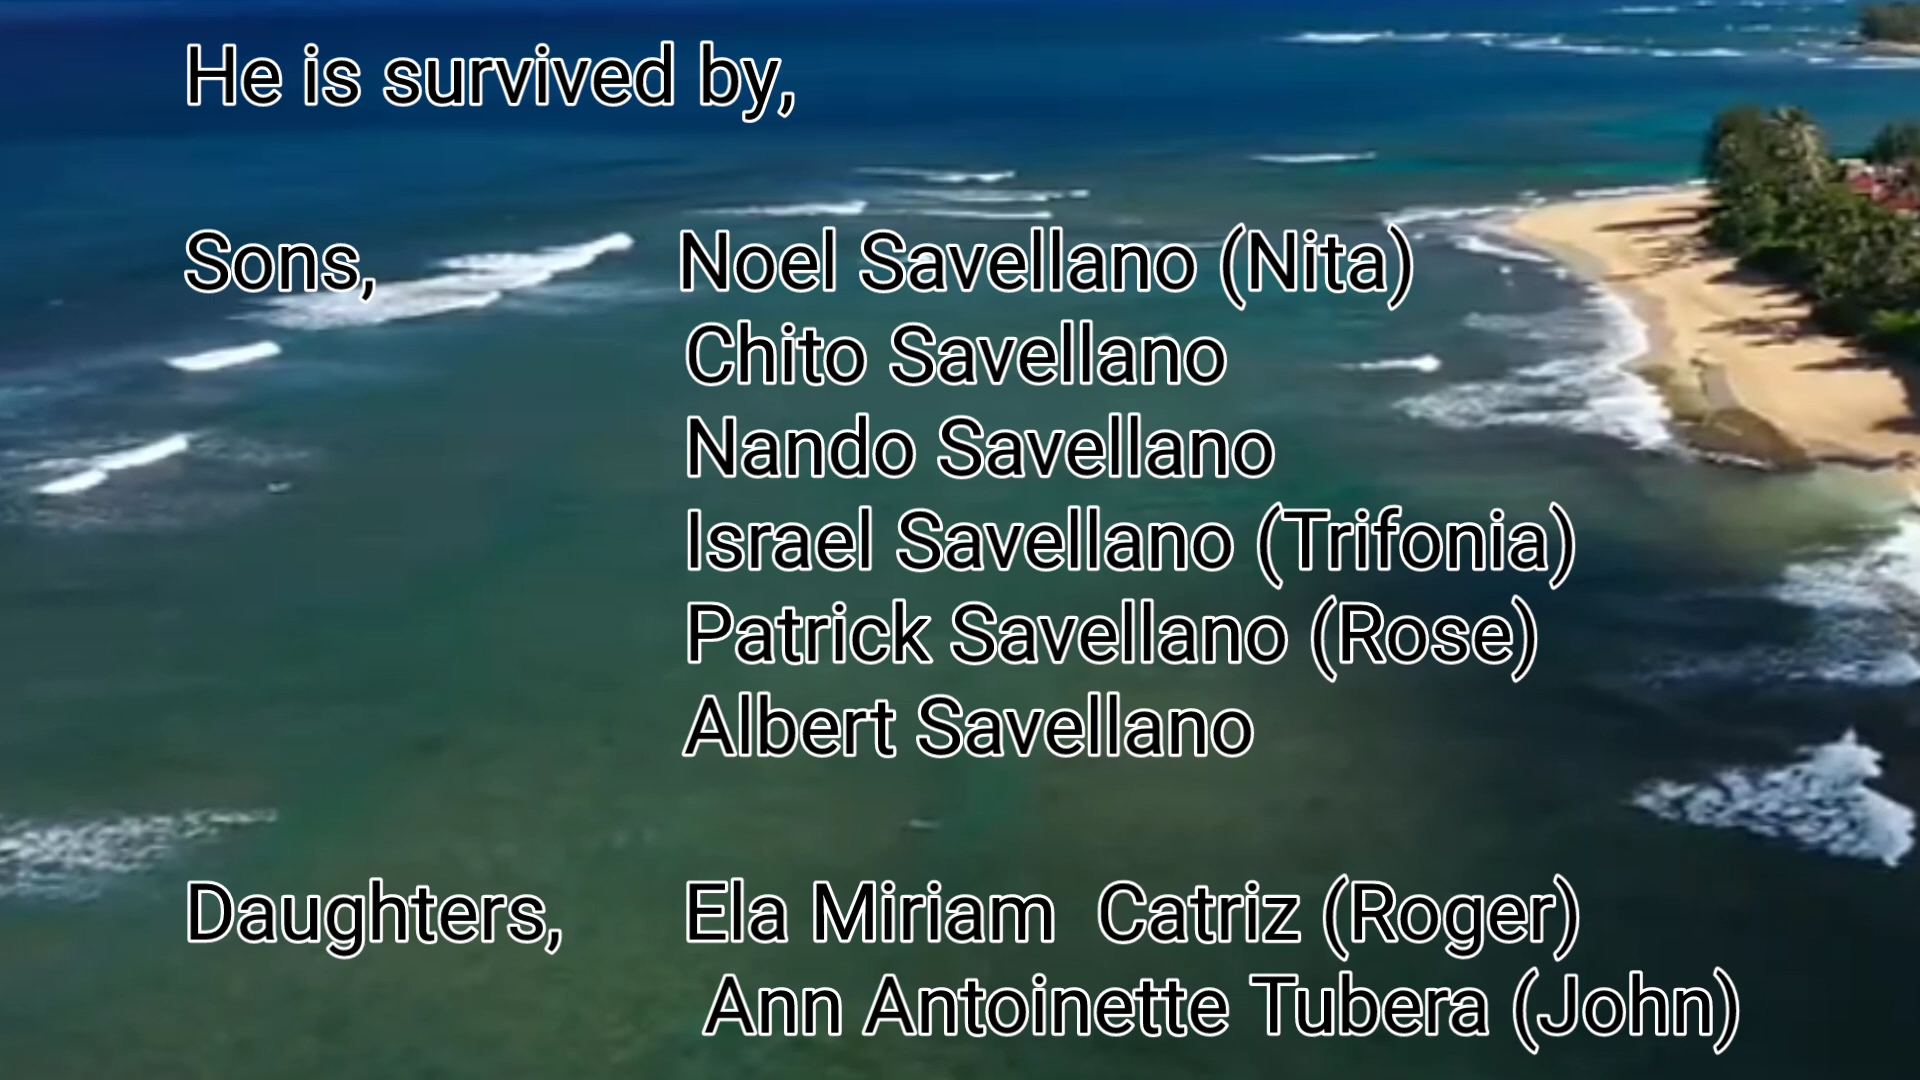 He is survived by,
Sons, Noel Savellano (Nita)
Chito Savellano
Nando Savellano
Israel Savellano (Trifonia)
Patrick Savellano (Rose)
Albert Savellano
Daughters, Ela Miriam  Catriz (Roger)
Ann Antoinette Tubera (John)